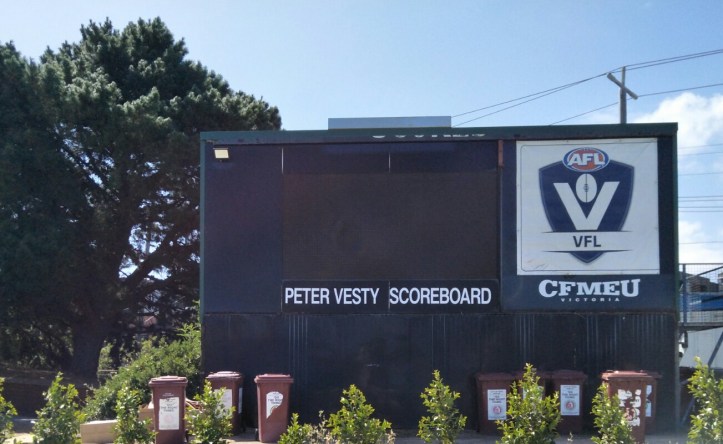 AFL
VFL
PETER VESTY SCOREBOARD
CFMEU
VICTORIA